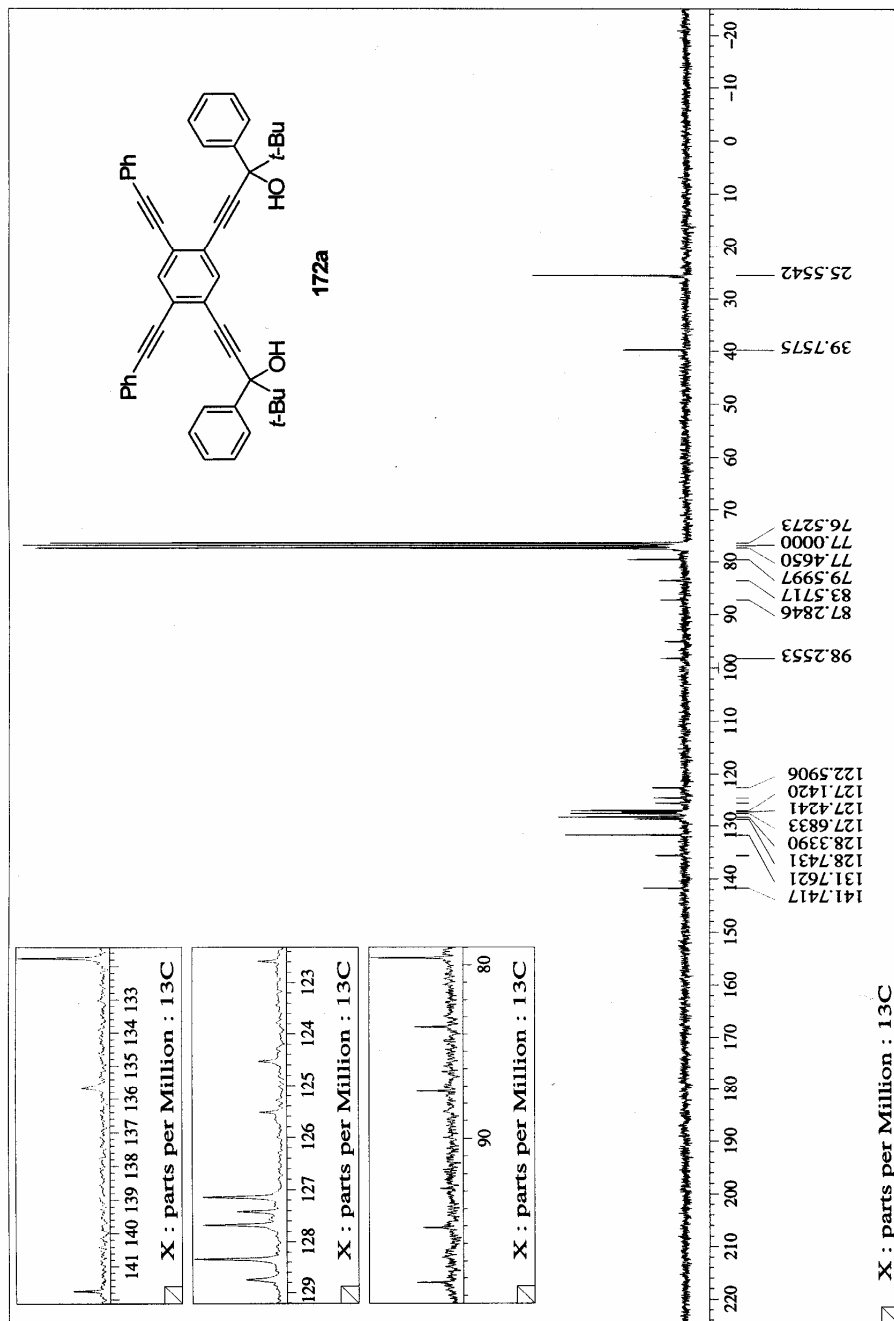 Ph
Ph
t-Bu
OH
HO
t-Bu
172a
141 140 139 138 137 136 135 134 133
X : parts per Million : 13C
129 128 127 126 125 124 123
X : parts per Million : 13C
90 80
X : parts per Million : 13C
220 210 200 190 180 170 160 150 140 130 120 110 100 90 80 70 60 50 40 30 20 10 0 -10 -20
141.7417
131.7621
128.7431
128.3390
127.6833
127.4241
127.1420
122.5906
98.2553
87.2846
83.5717
79.5997
77.4650
77.0000
76.5273
39.7575
25.5542
X : parts per Million : 13C